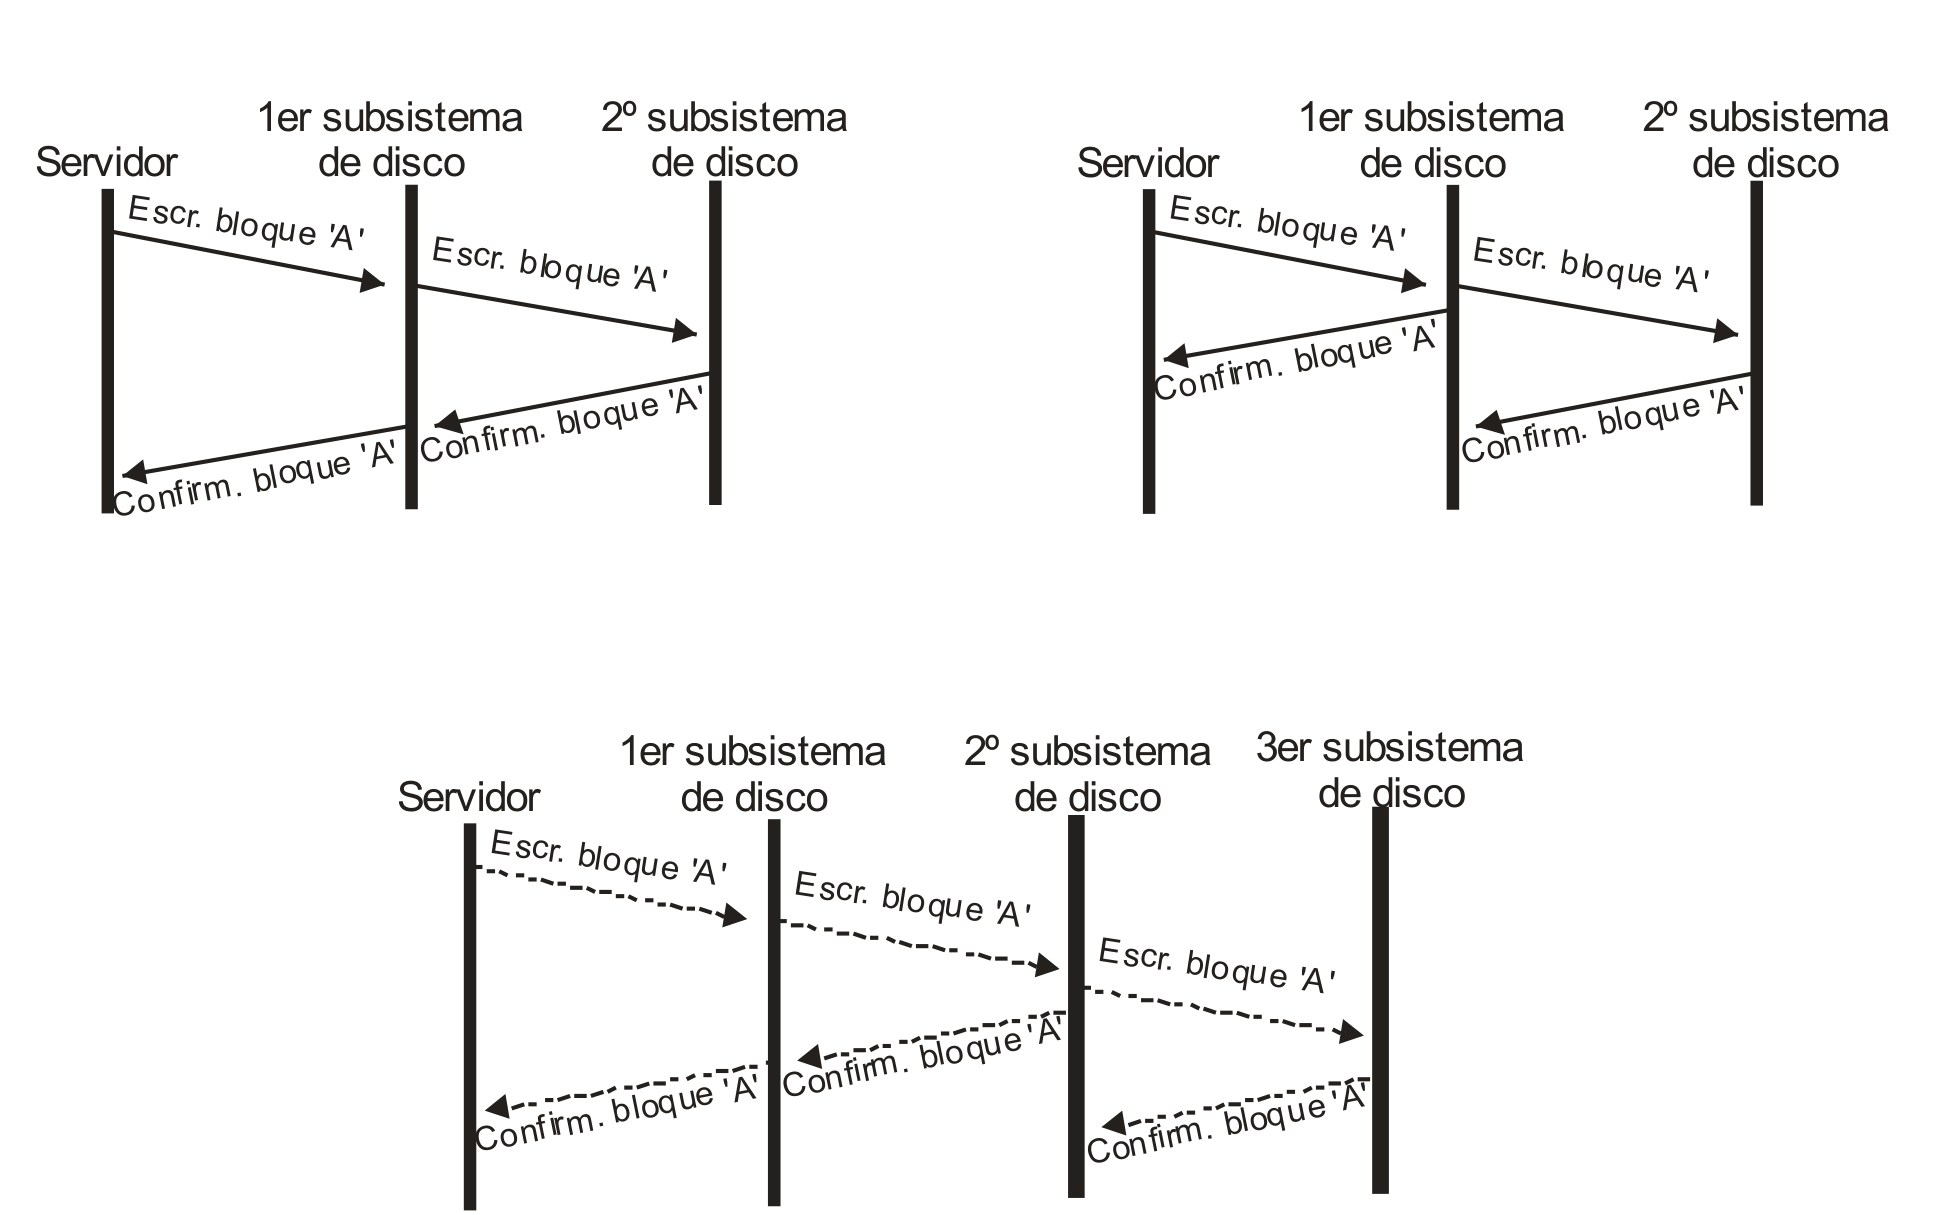 1er subsistema
de disco
2º subsistema
de disco
Servidor
Escr. bloque 'A'
Escr. bloque 'A'
Confirm. bloque 'A'
Confirm. bloque 'A'
1er subsistema
de disco
2º subsistema
de disco
Servidor
Escr. bloque 'A'
Escr. bloque 'A'
Confirm. bloque 'A'
Confirm. bloque 'A'
1er subsistema
de disco
2º subsistema
de disco
3er subsistema
de disco
Servidor
Escr. bloque 'A'
Escr. bloque 'A'
Escr. bloque 'A'
Confirm. bloque 'A'
Confirm. bloque 'A'
Confirm. bloque 'A'